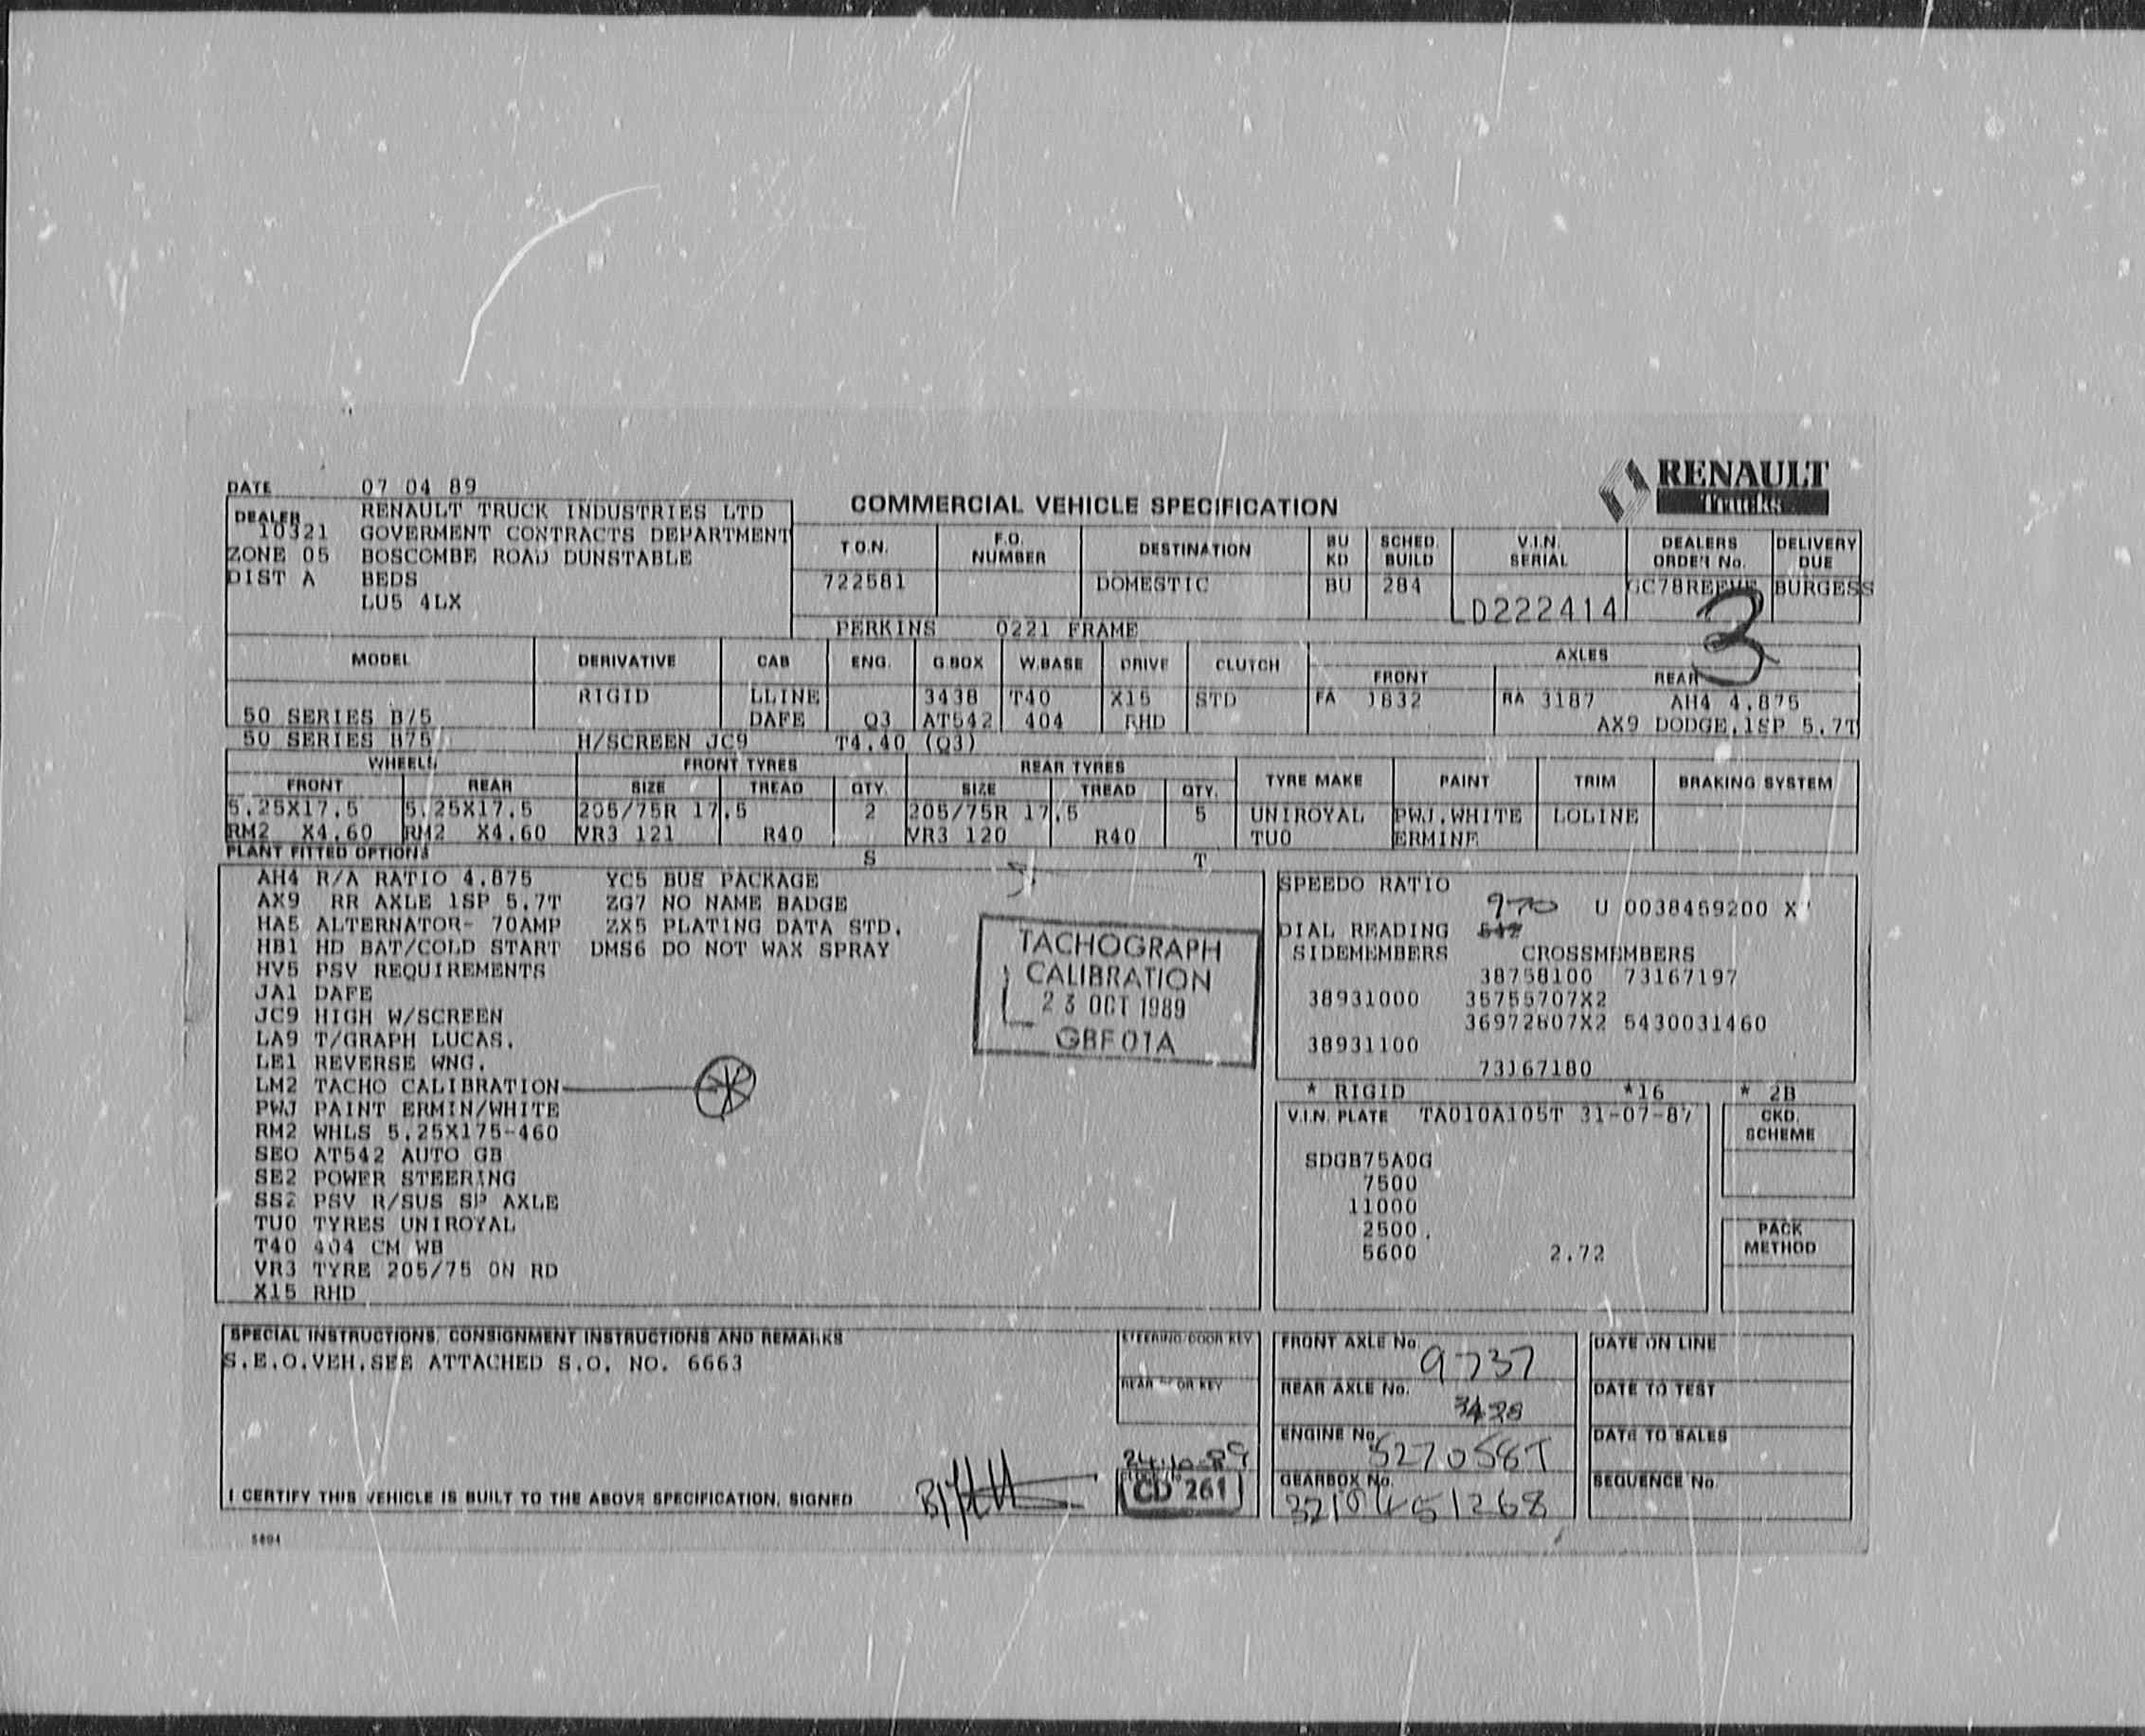 DATE 07 04 89
RENAULT Trucks
COMMERCIAL VEHICLE SPECIFICATION
DEALER RENAULT TRUCK INDUSTRIES LTD
10321 GOVERMENT CONTRACTS DEPARTMENT
ZONE 05 BOSCOMBE ROAD DUNSTABLE
DIST A BEDS
LU5 4LX
T.O.N. F.O. NUMBER DESTINATION BU KD SCHED. BUILD V.I.N. SERIAL DEALERS ORDER No. DELIVERY DUE
722581 DOMESTIC BU 284 LD222414 GC78REEVE BURGESS
3
PERKINS 0221 FRAME
MODEL DERIVATIVE CAB ENG. G.BOX W.BASE DRIVE CLUTCH AXLES
FRONT REAR
RIGID LLINE 3438 T40 X15 STD FA 1832 RA 3187 AH4 4.875
50 SERIES B75 DAFE Q3 AT542 404 RHD AX9 DODGE.1SP 5.7T
50 SERIES B75 H/SCREEN JC9 T4.40 (Q3)
WHEELS FRONT TYRES REAR TYRES TYRE MAKE PAINT TRIM BRAKING SYSTEM
FRONT REAR SIZE TREAD QTY. SIZE TREAD QTY.
5.25X17.5 5.25X17.5 205/75R 17.5 2 205/75R 17.5 5 UNIROYAL PWJ.WHITE LOLINE
RM2 X4.60 RM2 X4.60 VR3 121 R40 VR3 120 R40 TU0 ERMINE
PLANT FITTED OPTIONS S T
AH4 R/A RATIO 4.875 YC5 BUS PACKAGE
AX9 RR AXLE 1SP 5.7T ZG7 NO NAME BADGE
HA5 ALTERNATOR- 70AMP ZX5 PLATING DATA STD.
HB1 HD BAT/COLD START DMS6 DO NOT WAX SPRAY
HV5 PSV REQUIREMENTS
JA1 DAFE
JC9 HIGH W/SCREEN
LA9 T/GRAPH LUCAS.
LE1 REVERSE WNG.
LM2 TACHO CALIBRATION
PWJ PAINT ERMIN/WHITE
RM2 WHLS 5.25X175-460
SEO AT542 AUTO GB
SE2 POWER STEERING
SS2 PSV R/SUS SP AXLE
TU0 TYRES UNIROYAL
T40 404 CM WB
VR3 TYRE 205/75 ON RD
X15 RHD
TACHOGRAPH
CALIBRATION
23 OCT 1989
GBF01A
SPEEDO RATIO
970 U 0038459200 X
DIAL READING
SIDEMEMBERS CROSSMEMBERS
38758100 73167197
38931000 35755707X2
36972607X2 5430031460
38931100
73167180
* RIGID *16 * 2B
V.I.N. PLATE TA010A105T 31-07-87
SDGB75A0G
7500
11000
2500.
5600 2.72
CKD. SCHEME
PACK METHOD
SPECIAL INSTRUCTIONS, CONSIGNMENT INSTRUCTIONS AND REMARKS
S.E.O.VEH.SEE ATTACHED S.O. NO. 6663
STEERING/DOOR KEY
REAR DOOR KEY
24.10.89
CD 261
I CERTIFY THIS VEHICLE IS BUILT TO THE ABOVE SPECIFICATION. SIGNED
FRONT AXLE No. 9737
REAR AXLE No. 3428
ENGINE No. 527058T
GEARBOX No.
DATE ON LINE
DATE TO TEST
DATE TO SALES
SEQUENCE No.
5894